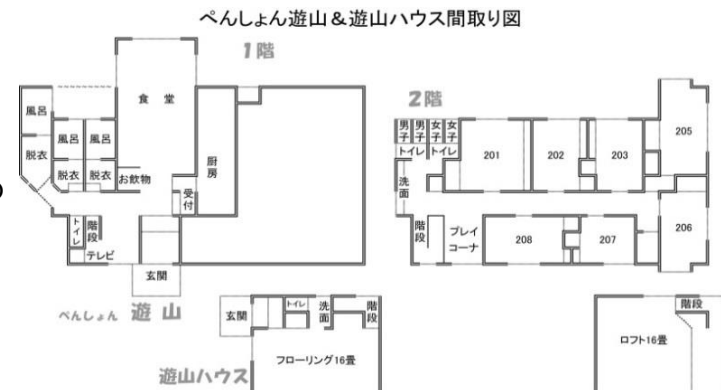 ぺんしょん遊山＆遊山ハウス間取り図
1階
2階
食堂
風呂
風呂
風呂
脱衣
脱衣
脱衣
お飲物
厨房
受付
トイレ
階段
テレビ
玄関
ぺんしょん 遊山
男子
男子
女子
女子
トイレ
トイレ
洗面
201
202
203
205
206
207
208
階段
プレイコーナ
玄関
トイレ
洗面
階段
フローリング16畳
遊山ハウス
階段
ロフト16畳